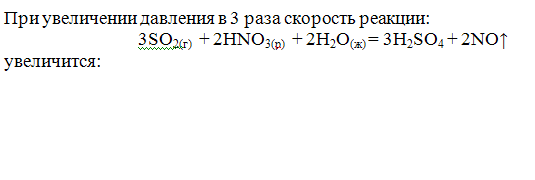 При увеличении давления в 3 раза скорость реакции:
3SO₂₍г₎ + 2HNO₃₍р₎ + 2H₂O₍ж₎ = 3H₂SO₄ + 2NO↑
увеличится: